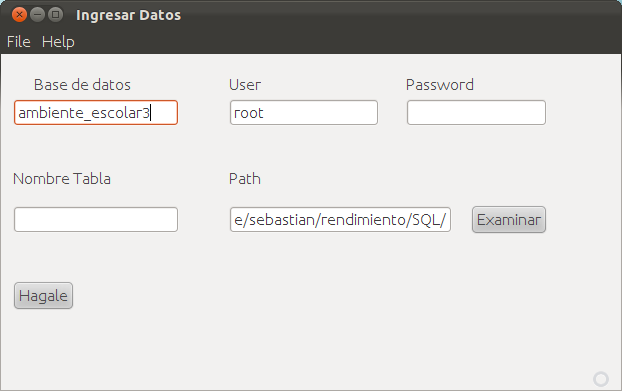 Ingresar Datos
File Help
Base de datos User Password
ambiente_escolar3 root
Nombre Tabla Path
e/sebastian/rendimiento/SQL/ Examinar
Hagale